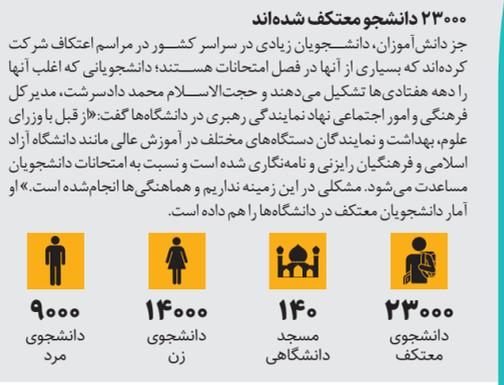 ۲۳۰۰۰ دانشجو معتکف شده‌اند
جز دانش‌آموزان، دانشجویان زیادی در سراسر کشور در مراسم اعتکاف شرکت
کرده‌اند که بسیاری از آنها در فصل امتحانات هستند؛ دانشجویانی که اغلب آنها
را دهه هفتادی‌ها تشکیل می‌دهند و حجت‌الاسلام محمد دادسرشت، مدیر کل
فرهنگی و امور اجتماعی نهاد نمایندگی رهبری در دانشگاه‌ها گفت: «از قبل با وزرای
علوم، بهداشت و نمایندگان دستگاه‌های مختلف در آموزش عالی مانند دانشگاه آزاد
اسلامی و فرهنگیان رایزنی و نامه‌نگاری شده است و نسبت به امتحانات دانشجویان
مساعدت می‌شود. مشکلی در این زمینه نداریم و هماهنگی‌ها انجام‌شده است.» او
آمار دانشجویان معتکف در دانشگاه‌ها را هم داده است.
۲۳۰۰۰ ۱۴۰ ۱۴۰۰۰ ۹۰۰۰
دانشجوی مسجد دانشجوی دانشجوی
معتکف دانشگاهی زن مرد